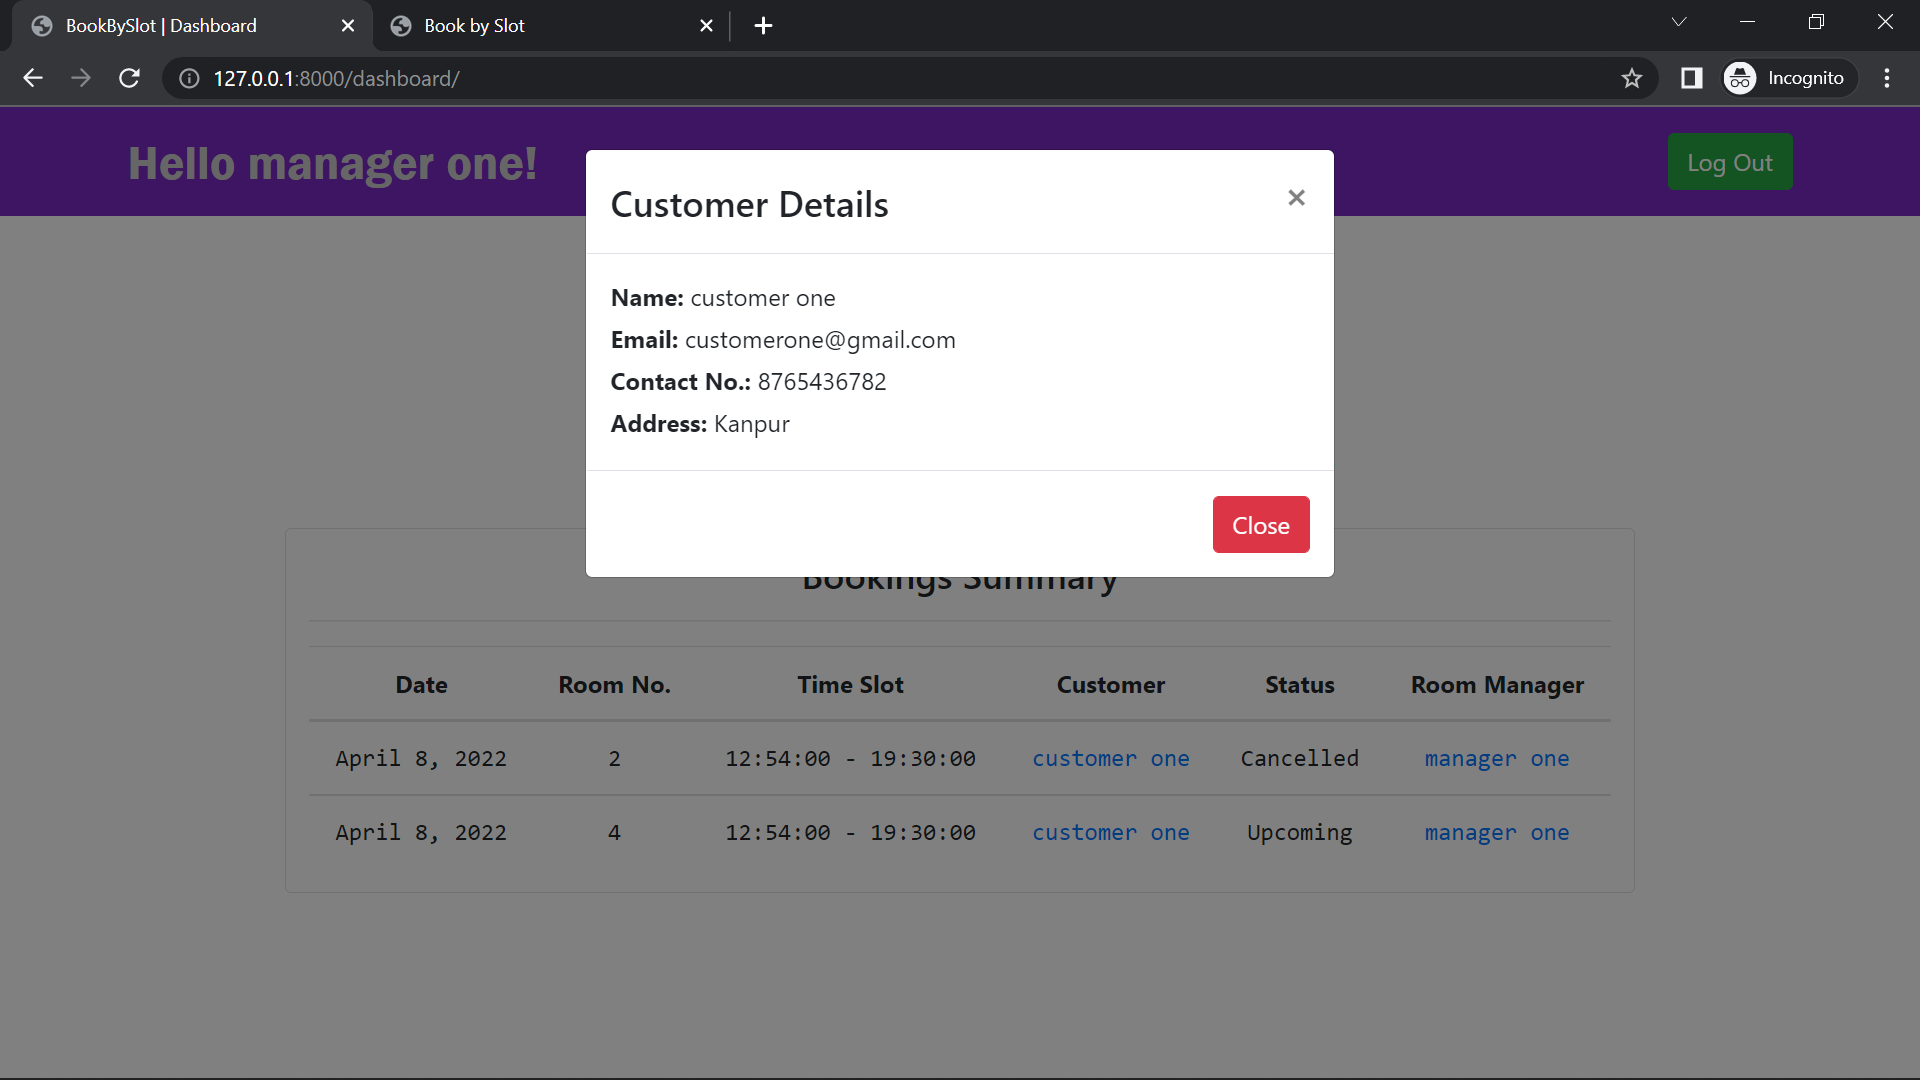 BookBySlot | Dashboard
Book by Slot
127.0.0.1:8000/dashboard/
Incognito
Hello manager one!
Log Out
Customer Details
×
Name: customer one
Email: customerone@gmail.com
Contact No.: 8765436782
Address: Kanpur
Close
Bookings Summary
Date Room No. Time Slot Customer Status Room Manager
April 8, 2022 2 12:54:00 - 19:30:00 customer one Cancelled manager one
April 8, 2022 4 12:54:00 - 19:30:00 customer one Upcoming manager one